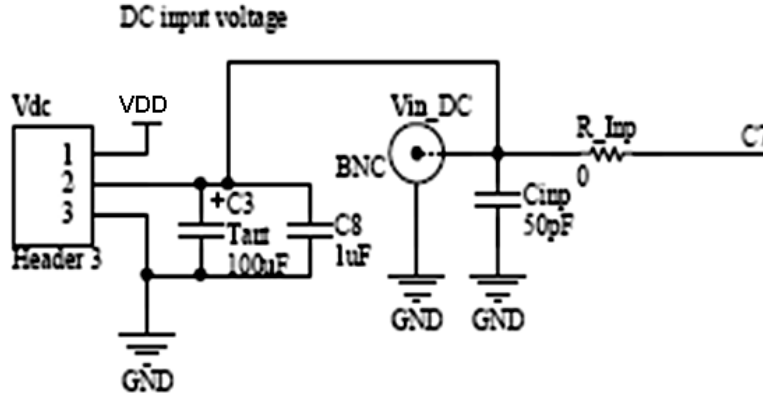 DC input voltage
Vdc
VDD
1
2
3
Header 3
+
C3
Tant
100uF
C8
1uF
GND
Vin_DC
BNC
GND
Cinp
50pF
GND
R_Inp
0
C7